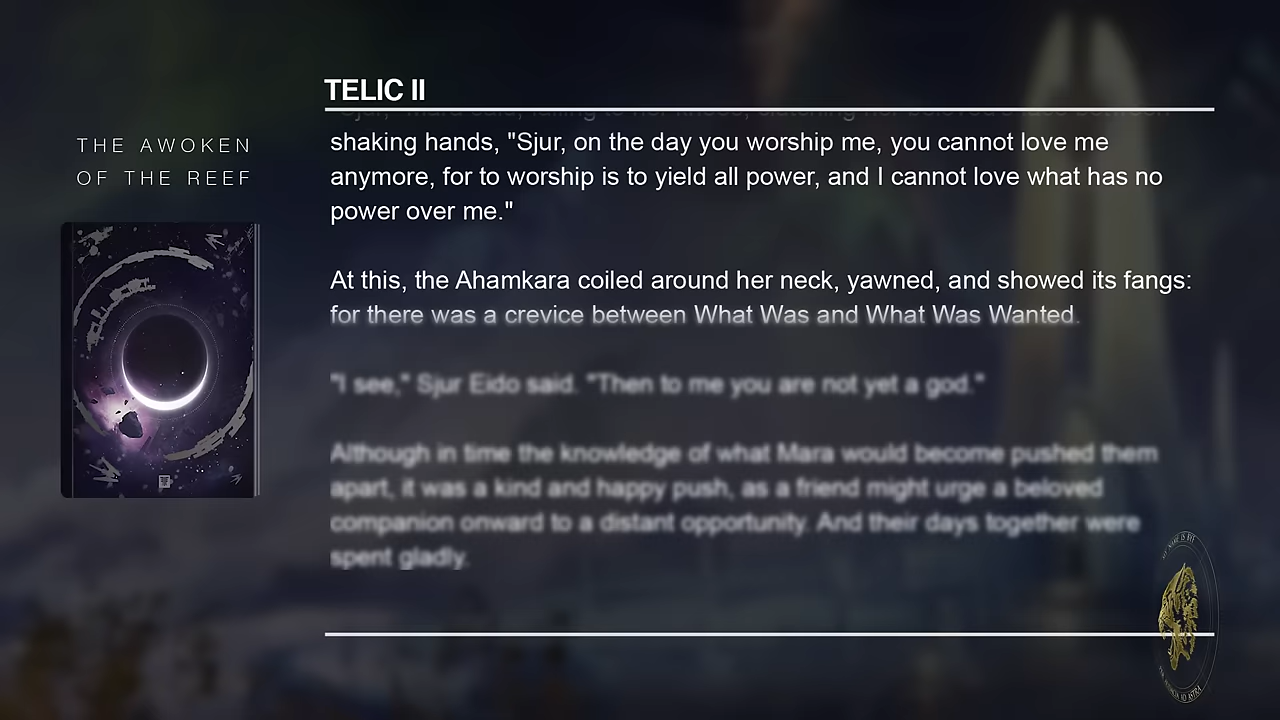 TELIC II
THE AWOKEN
OF THE REEF
shaking hands, "Sjur, on the day you worship me, you cannot love me
anymore, for to worship is to yield all power, and I cannot love what has no
power over me."
At this, the Ahamkara coiled around her neck, yawned, and showed its fangs:
for there was a crevice between What Was and What Was Wanted.
"I see," Sjur Eido said. "Then to me you are not yet a god."
Although in time the knowledge of what Mara would become pushed them
apart, it was a kind and happy push, as a friend might urge a beloved
companion onward to a distant opportunity. And their days together were
spent gladly.
MY NAME IS BYF